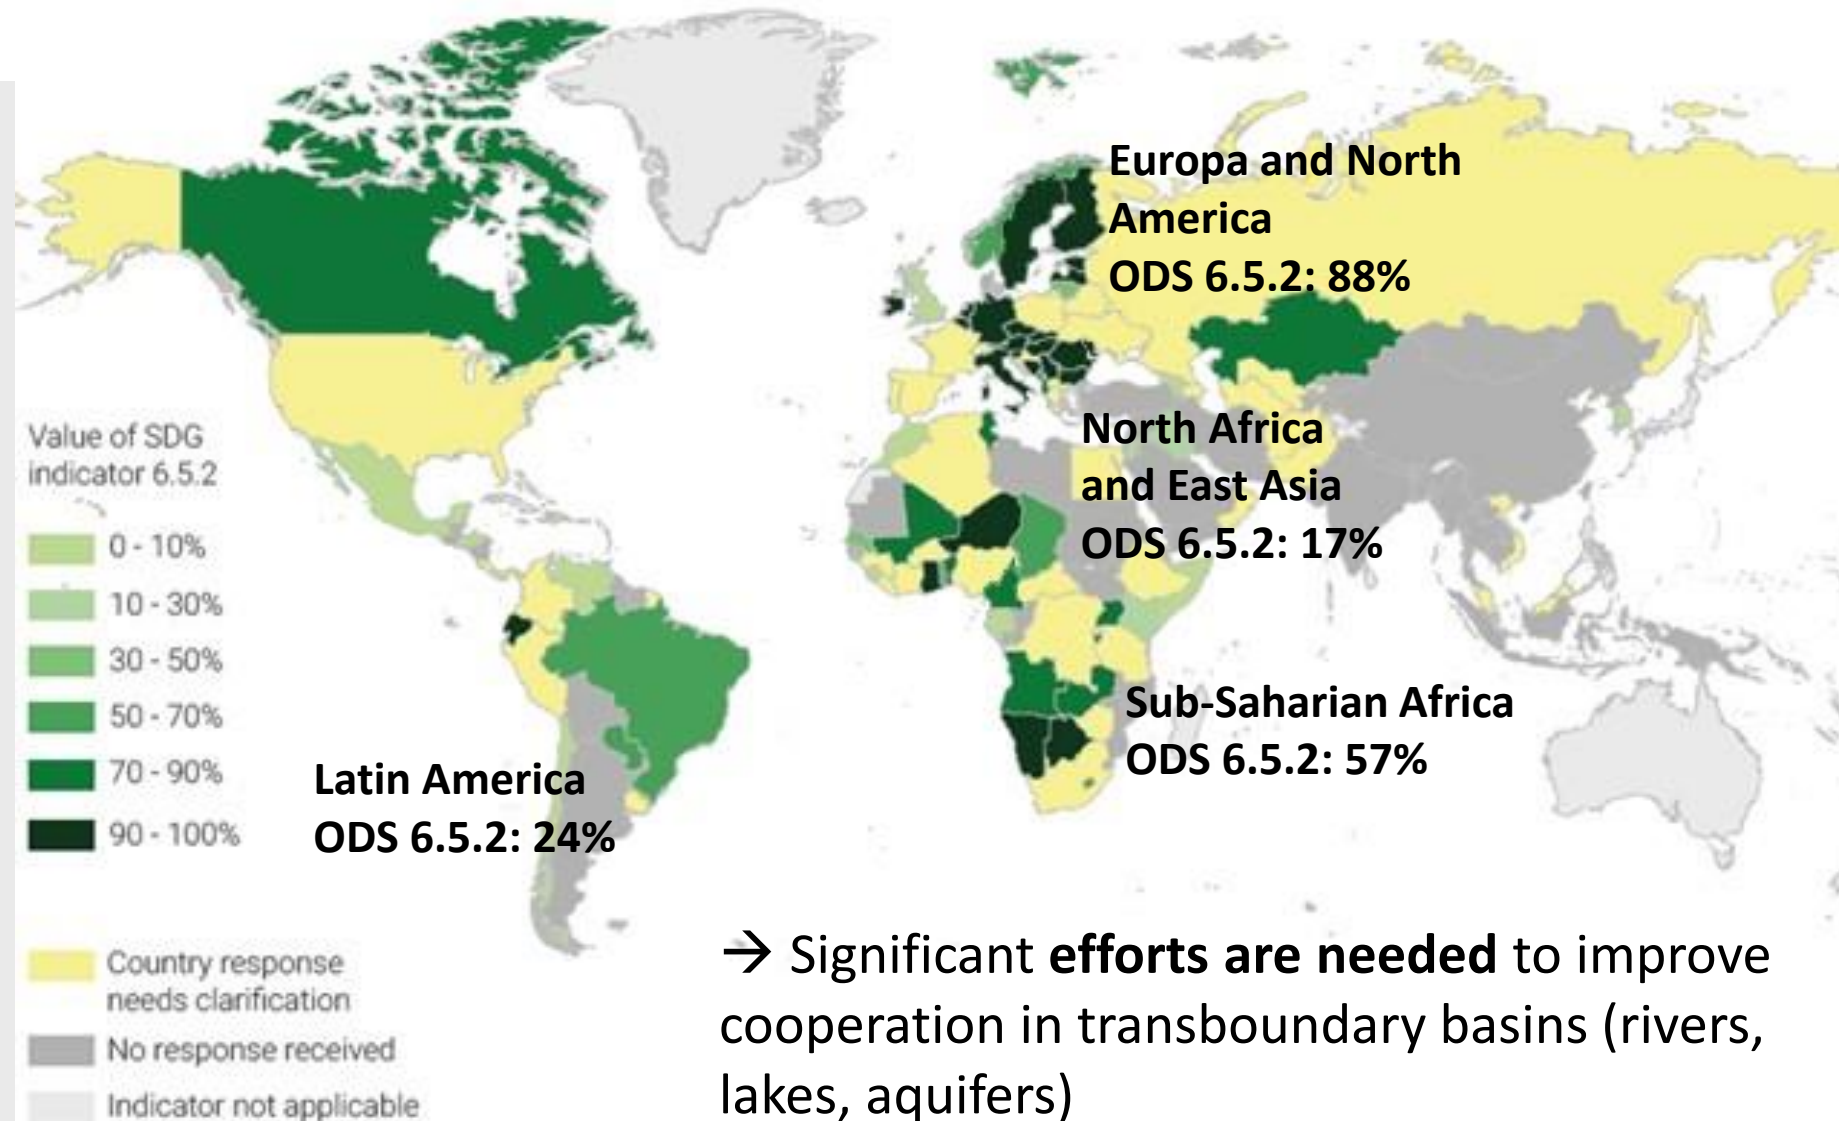 Europa and North
America
ODS 6.5.2: 88%
North Africa
and East Asia
ODS 6.5.2: 17%
Sub-Saharian Africa
ODS 6.5.2: 57%
Latin America
ODS 6.5.2: 24%
Value of SDG
indicator 6.5.2
0 - 10%
10 - 30%
30 - 50%
50 - 70%
70 - 90%
90 - 100%
Country response
needs clarification
No response received
Indicator not applicable
→ Significant efforts are needed to improve
cooperation in transboundary basins (rivers,
lakes, aquifers)